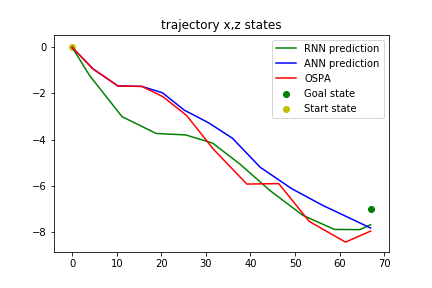 trajectory x,z states
RNN prediction
ANN prediction
OSPA
Goal state
Start state
0
−2
−4
−6
−8
0 10 20 30 40 50 60 70